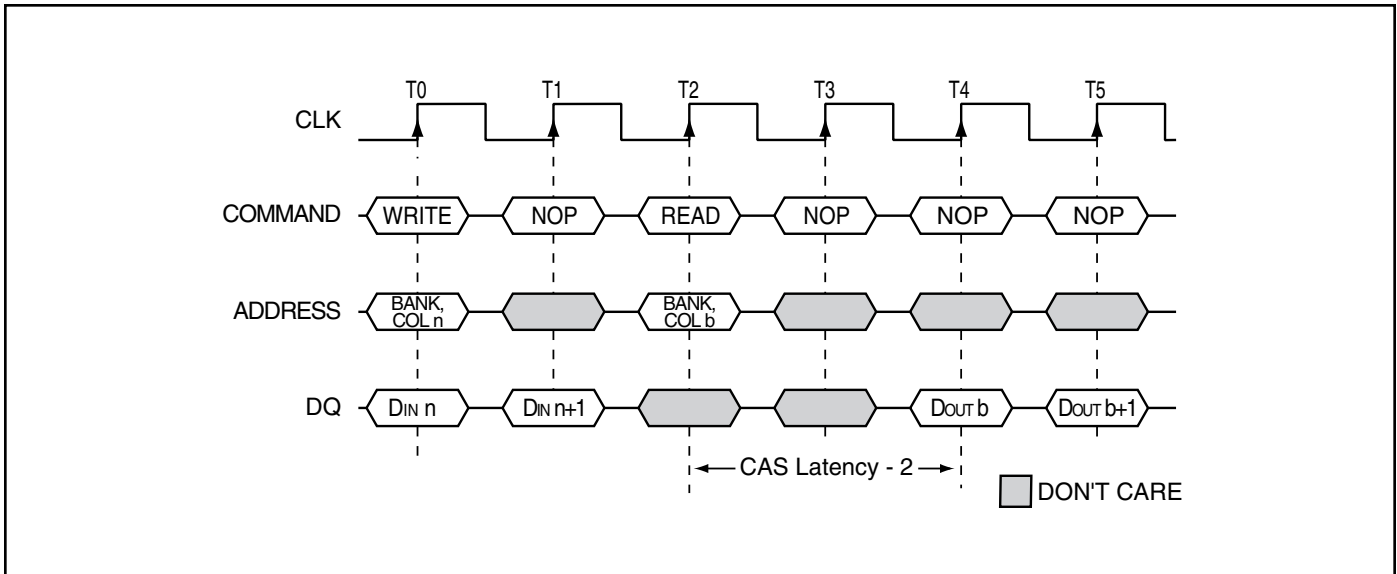 T0 T1 T2 T3 T4 T5
CLK
COMMAND WRITE NOP READ NOP NOP NOP
ADDRESS BANK, COL n BANK, COL b
DQ DIN n DIN n+1 DOUT b DOUT b+1
CAS Latency - 2
DON'T CARE